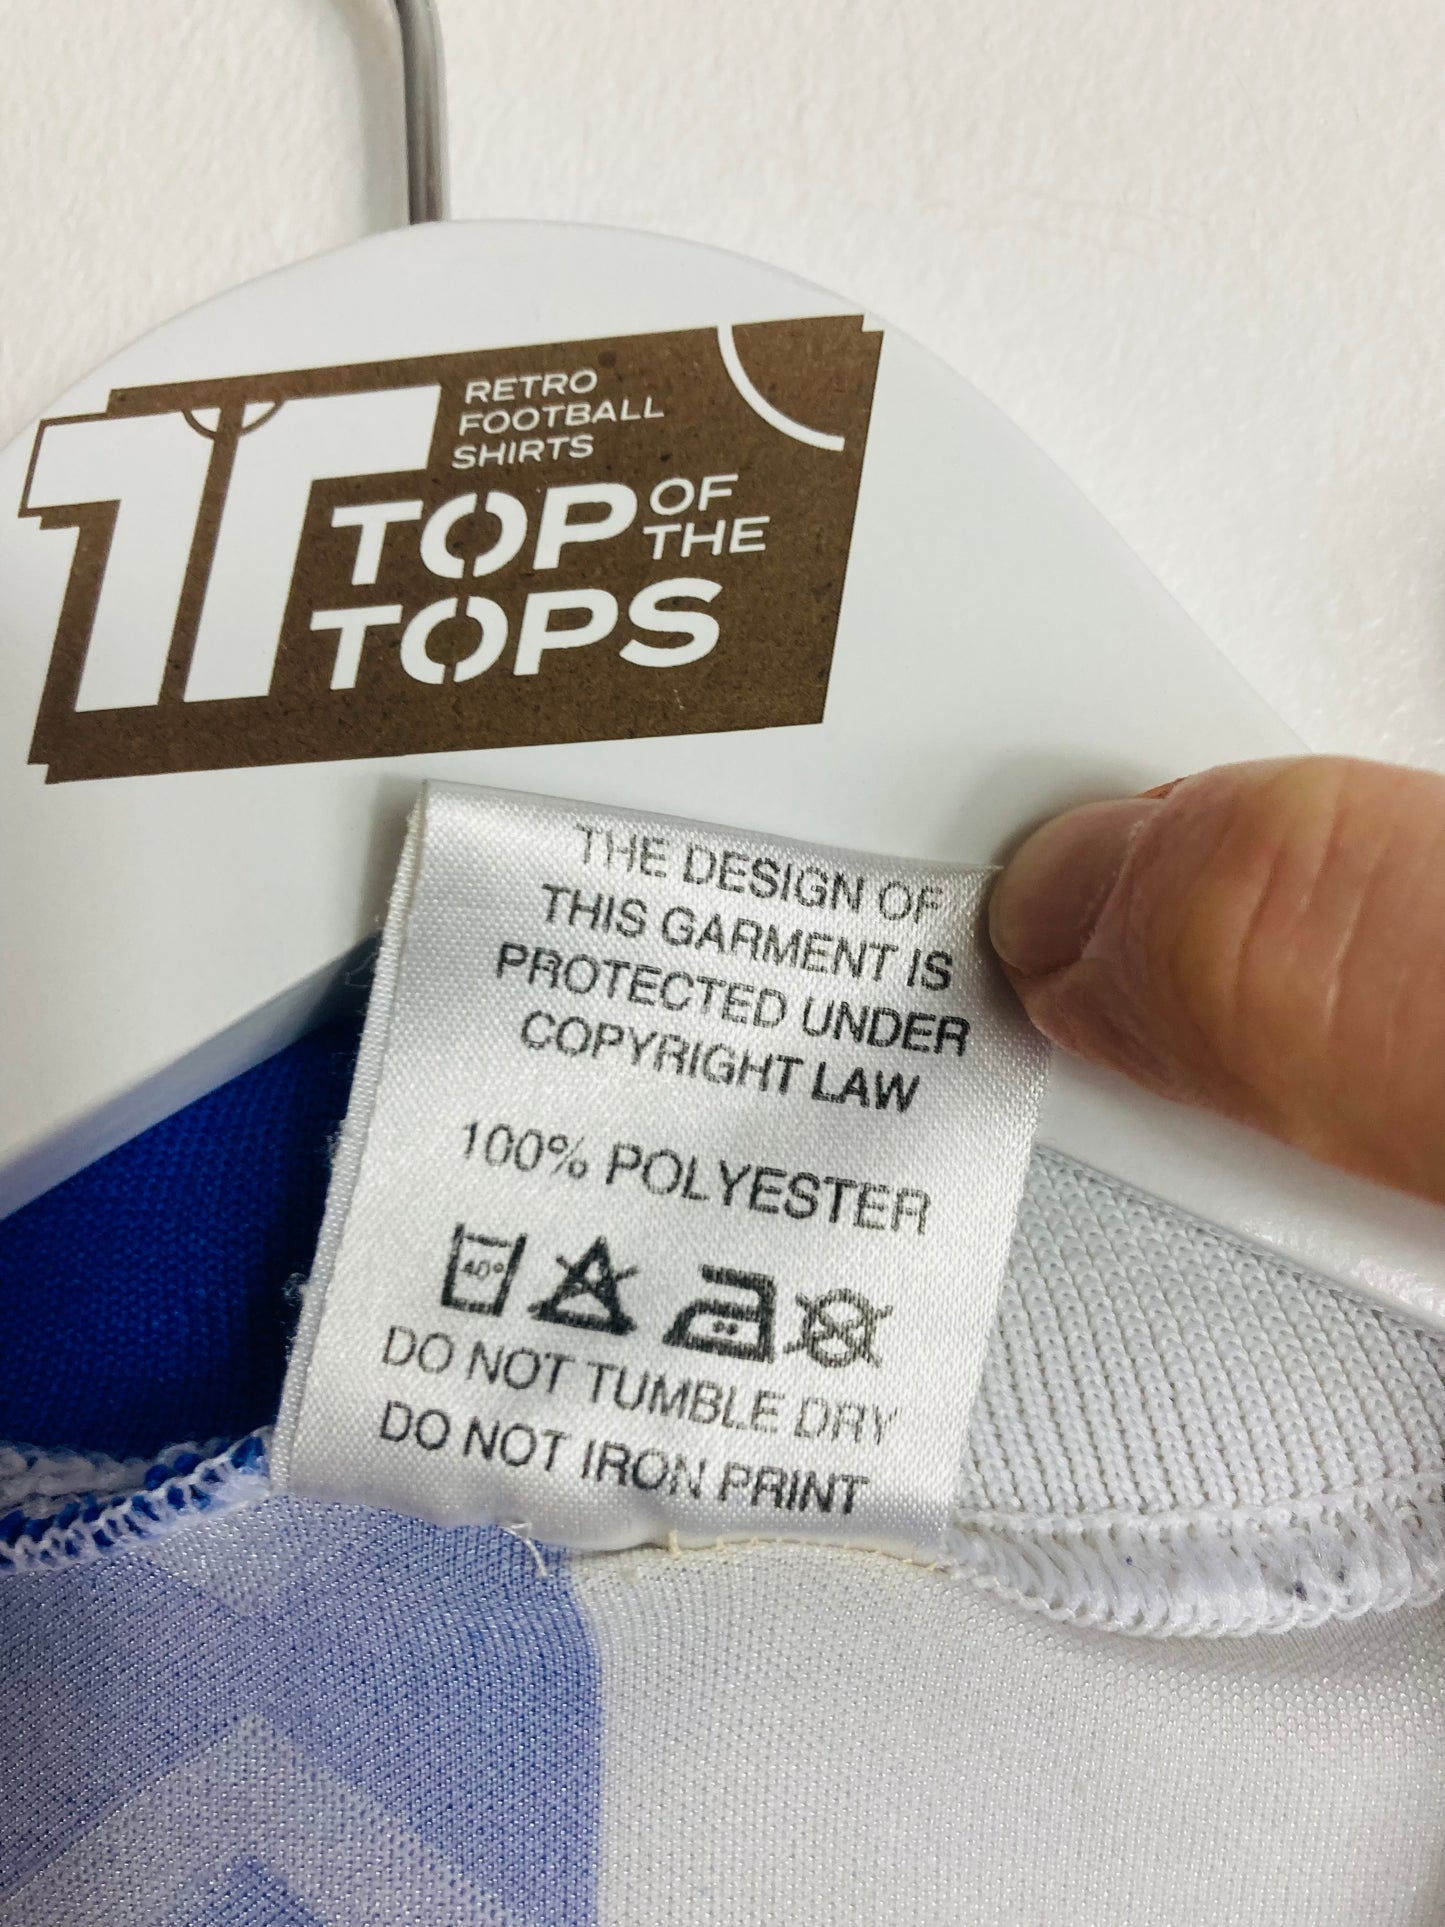 RETRO
FOOTBALL
SHIRTS
TOP OF THE
TOPS
THE DESIGN OF
THIS GARMENT IS
PROTECTED UNDER
COPYRIGHT LAW
100% POLYESTER
40°
DO NOT TUMBLE DRY
DO NOT IRON PRINT